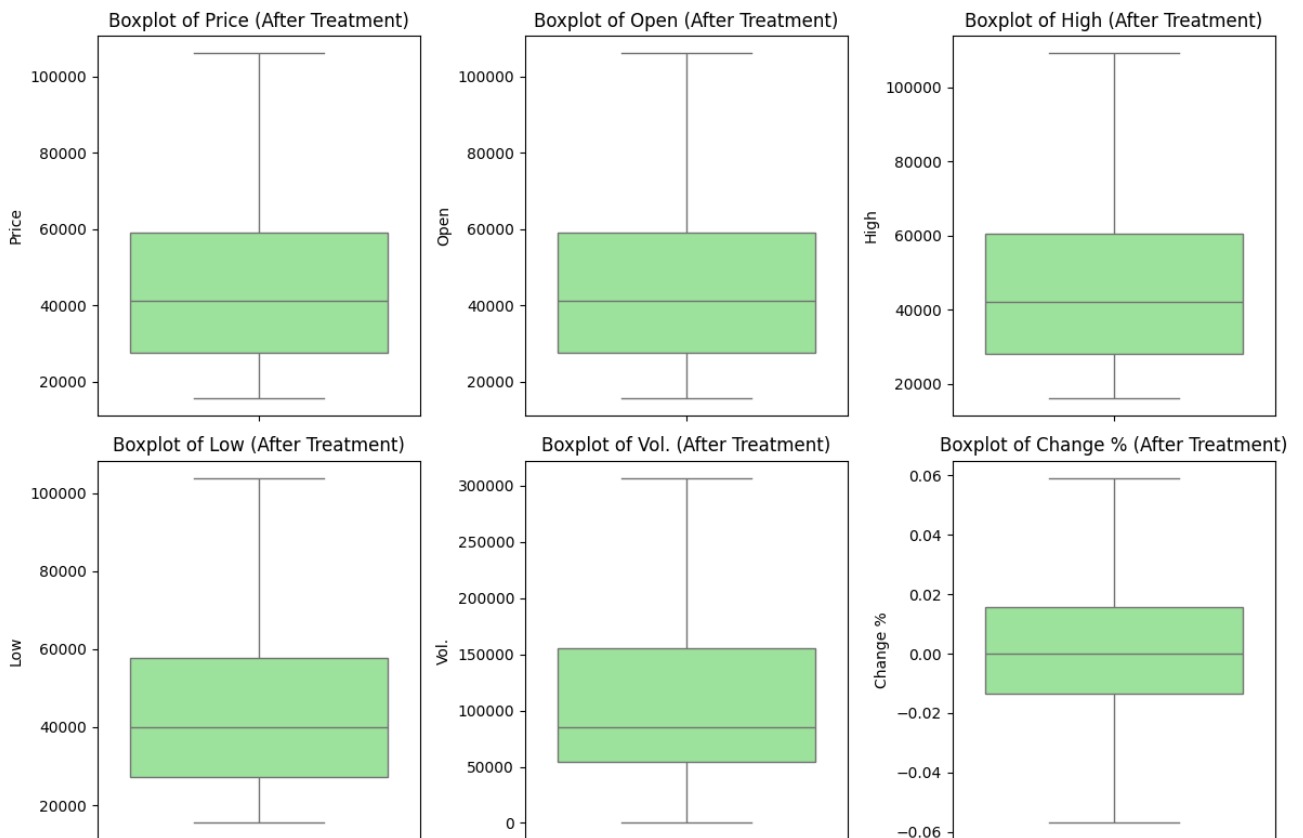 Boxplot of Price (After Treatment)
Price
100000
80000
60000
40000
20000
Boxplot of Open (After Treatment)
Open
100000
80000
60000
40000
20000
Boxplot of High (After Treatment)
High
100000
80000
60000
40000
20000
Boxplot of Low (After Treatment)
Low
100000
80000
60000
40000
20000
Boxplot of Vol. (After Treatment)
Vol.
300000
250000
200000
150000
100000
50000
0
Boxplot of Change % (After Treatment)
Change %
0.06
0.04
0.02
0.00
−0.02
−0.04
−0.06